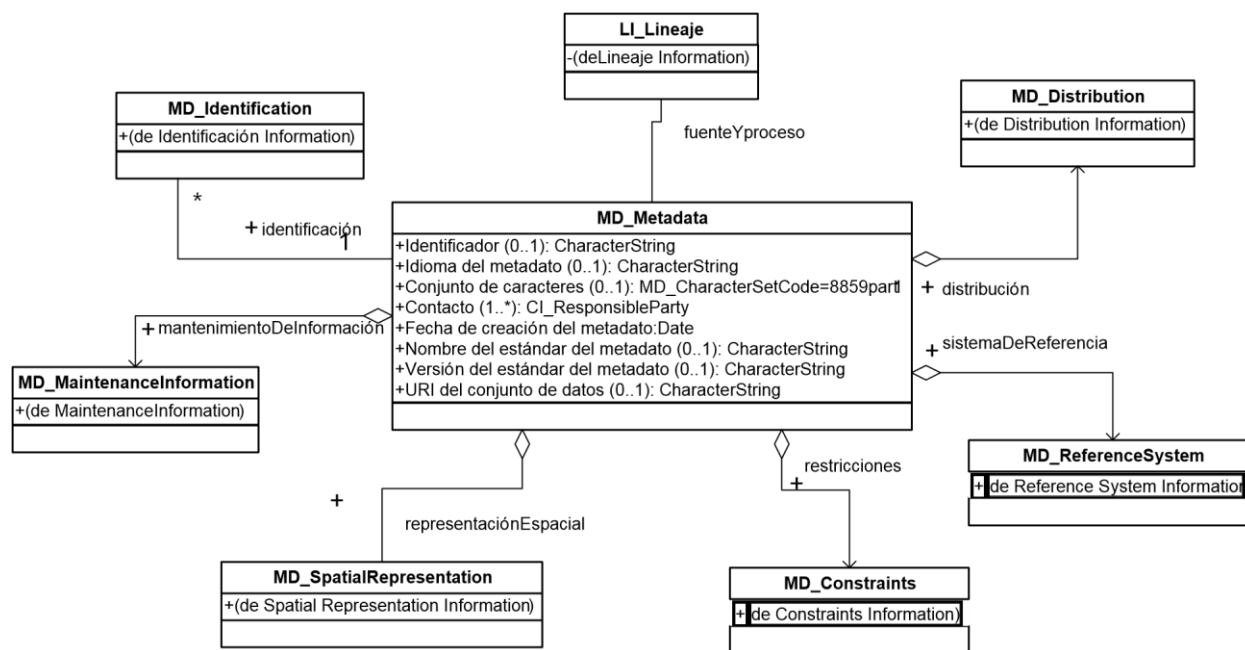 LI_Lineaje
-(deLineaje Information)
MD_Identification
+(de Identificación Information)
MD_Distribution
+(de Distribution Information)
fuenteYproceso
*
+ identificación
1
MD_Metadata
+Identificador (0..1): CharacterString
+Idioma del metadato (0..1): CharacterString
+Conjunto de caracteres (0..1): MD_CharacterSetCode=8859part1
+Contacto (1..*): CI_ResponsibleParty
+Fecha de creación del metadato:Date
+Nombre del estándar del metadato (0..1): CharacterString
+Versión del estándar del metadato (0..1): CharacterString
+URI del conjunto de datos (0..1): CharacterString
+ distribución
+ mantenimientoDeInformación
+ sistemaDeReferencia
MD_MaintenanceInformation
+(de MaintenanceInformation)
MD_ReferenceSystem
+ (de Reference System Information
restricciones
+
+
representaciónEspacial
MD_SpatialRepresentation
+(de Spatial Representation Information)
MD_Constraints
+ (de Constraints Information)